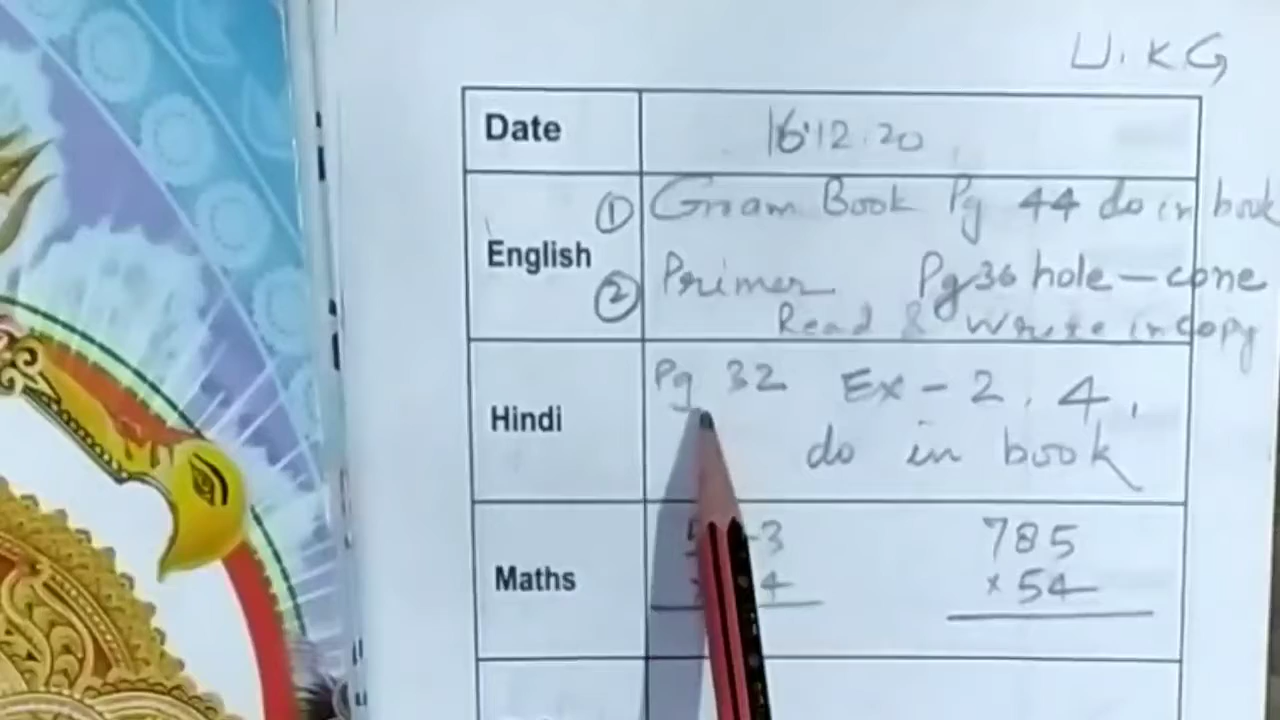 U.K.G
Date 16.12.20
English ① Gram Book Pg 44 do in book
② Primer Pg 36 hole – cone
Read & Write in copy
Hindi Pg 32 Ex – 2, 4,
do in book
Maths 785
× 54